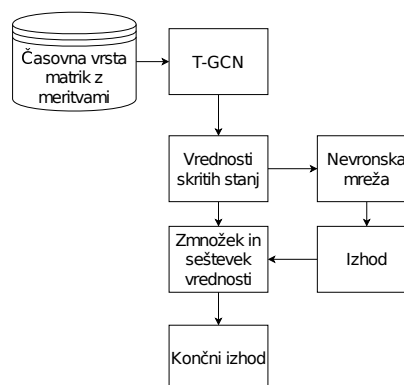 Časovna vrsta
matrik z
meritvami
T-GCN
Vrednosti
skritih stanj
Nevronska
mreža
Zmnožek in
seštevek
vrednosti
Izhod
Končni izhod